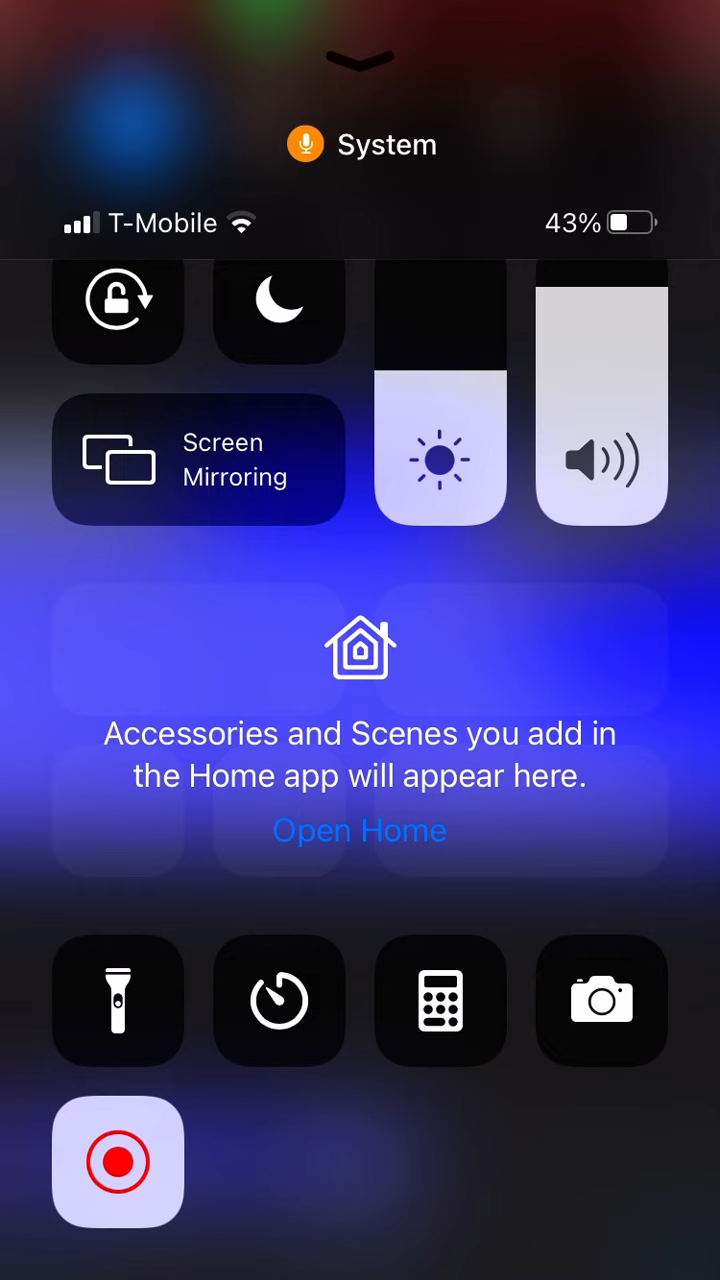 System
T-Mobile
43%
Screen
Mirroring
Accessories and Scenes you add in
the Home app will appear here.
Open Home